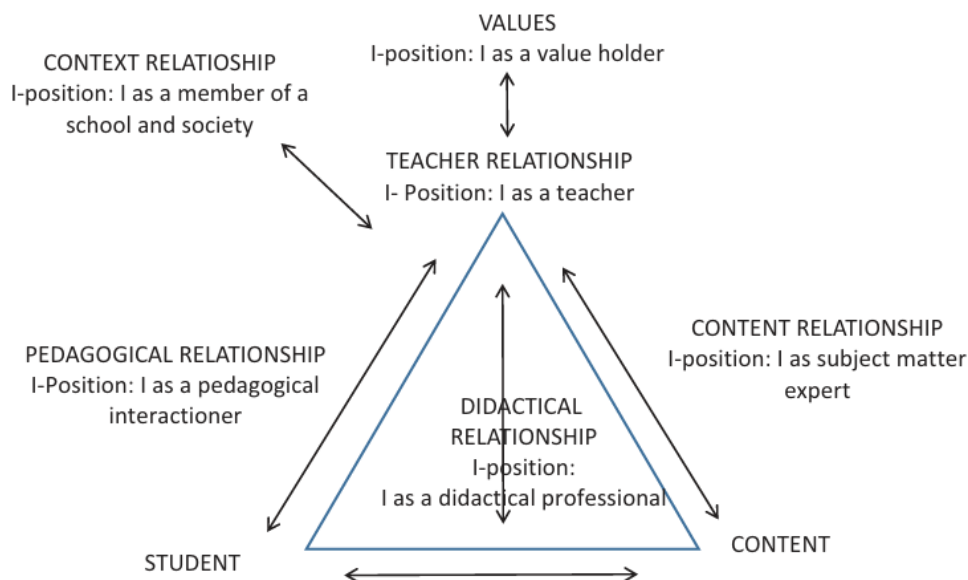 VALUES
I-position: I as a value holder
CONTEXT RELATIOSHIP
I-position: I as a member of a
school and society
TEACHER RELATIONSHIP
I- Position: I as a teacher
PEDAGOGICAL RELATIONSHIP
I-Position: I as a pedagogical
interactioner
CONTENT RELATIONSHIP
I-position: I as subject matter
expert
DIDACTICAL
RELATIONSHIP
I-position:
I as a didactical professional
STUDENT
CONTENT